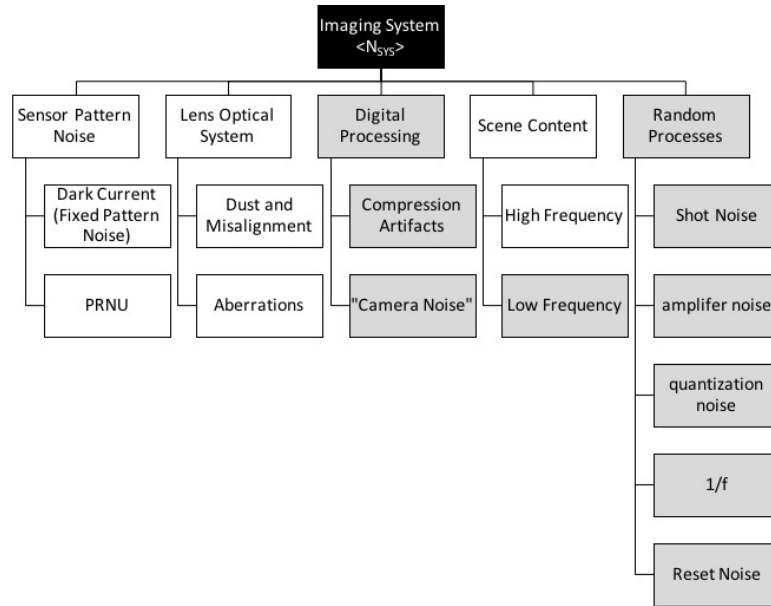 Imaging System
<N_SYS>
Sensor Pattern
Noise
Lens Optical
System
Digital
Processing
Scene Content
Random
Processes
Dark Current
(Fixed Pattern
Noise)
Dust and
Misalignment
Compression
Artifacts
High Frequency
Shot Noise
PRNU
Aberrations
"Camera Noise"
Low Frequency
amplifer noise
quantization
noise
1/f
Reset Noise